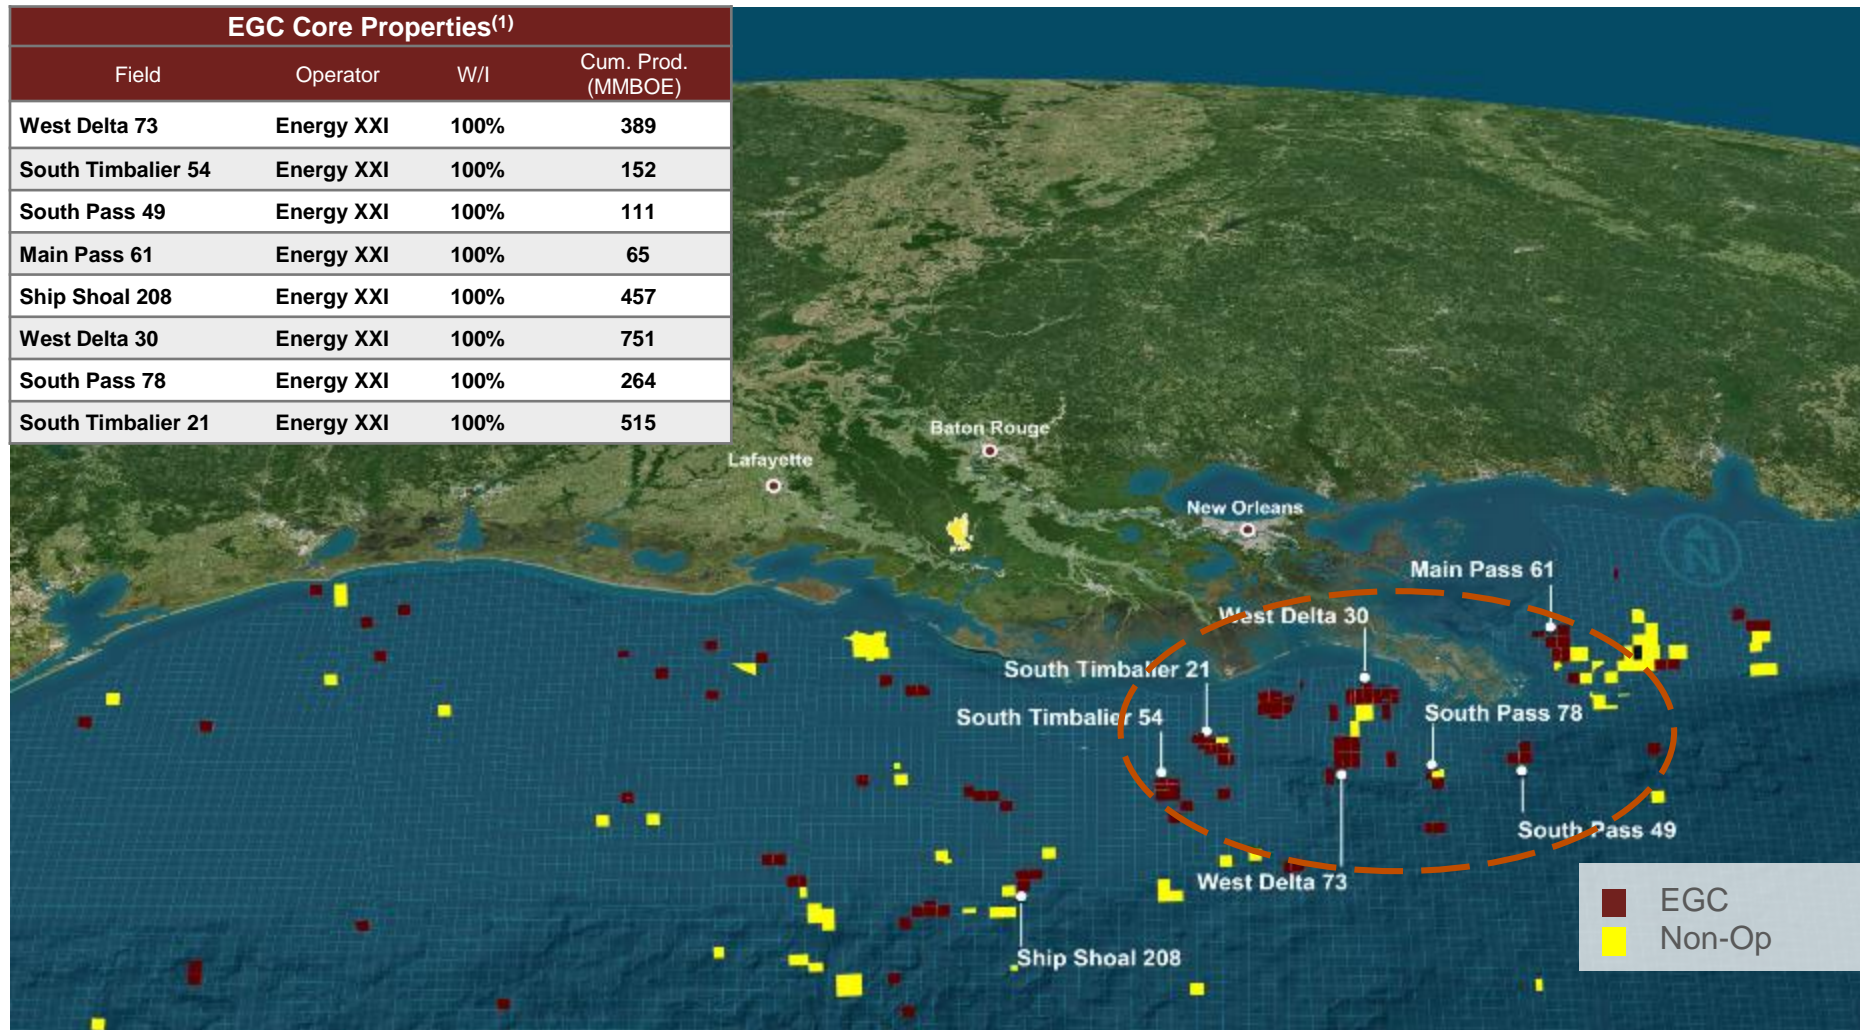 EGC Core Properties(1)
Field Operator W/I Cum. Prod. (MMBOE)
West Delta 73 Energy XXI 100% 389
South Timbalier 54 Energy XXI 100% 152
South Pass 49 Energy XXI 100% 111
Main Pass 61 Energy XXI 100% 65
Ship Shoal 208 Energy XXI 100% 457
West Delta 30 Energy XXI 100% 751
South Pass 78 Energy XXI 100% 264
South Timbalier 21 Energy XXI 100% 515
Baton Rouge
Lafayette
New Orleans
N
Main Pass 61
West Delta 30
South Timbalier 21
South Timbalier 54
South Pass 78
South Pass 49
West Delta 73
Ship Shoal 208
EGC
Non-Op